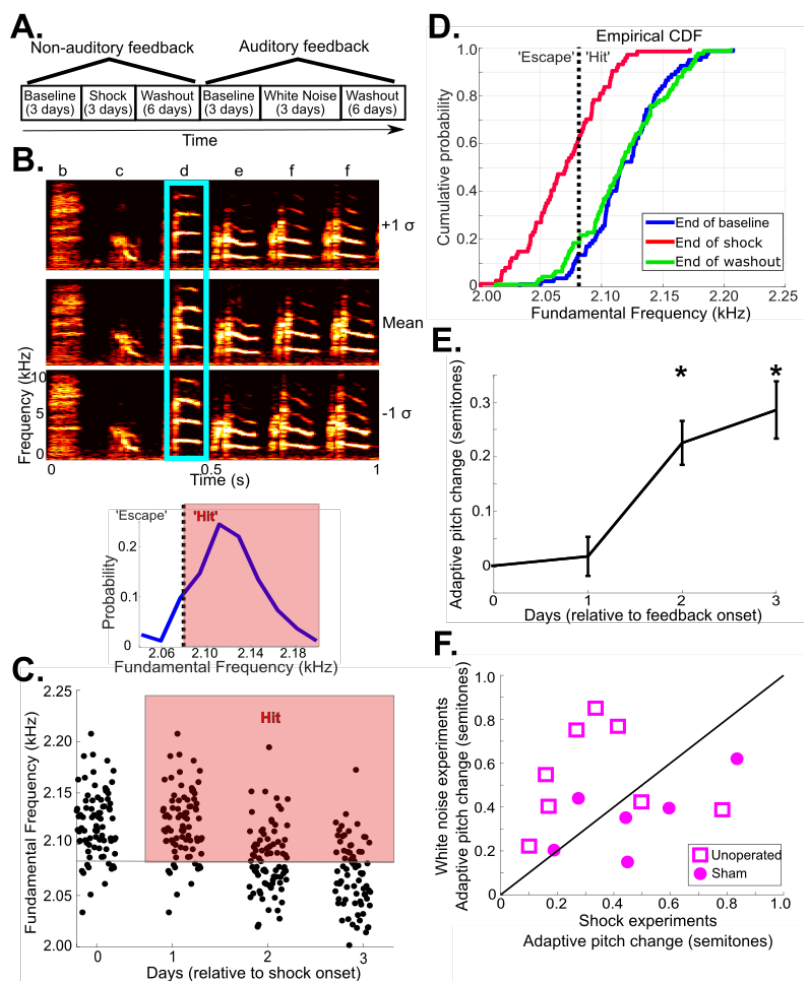 A.
Non-auditory feedback
Auditory feedback
Baseline (3 days)
Shock (3 days)
Washout (6 days)
Baseline (3 days)
White Noise (3 days)
Washout (6 days)
Time
B.
b c d e f f
+1 σ
Mean
-1 σ
Frequency (kHz)
10
5
0
0 0.5 1
Time (s)
'Escape' 'Hit'
Probability
0.2
0.1
0
2.06 2.10 2.14 2.18
Fundamental Frequency (kHz)
C.
Hit
Fundamental Frequency (kHz)
2.25
2.20
2.15
2.10
2.05
2.00
0 1 2 3
Days (relative to shock onset)
D.
Empirical CDF
'Escape' 'Hit'
Cumulative probability
1.0
0.8
0.6
0.4
0.2
0
2.00 2.05 2.10 2.15 2.20 2.25
Fundamental Frequency (kHz)
End of baseline
End of shock
End of washout
E.
Adaptive pitch change (semitones)
0.3
0.2
0.1
0
* *
0 1 2 3
Days (relative to feedback onset)
F.
White noise experiments
Adaptive pitch change (semitones)
1.0
0.8
0.6
0.4
0.2
0
0.0 0.2 0.4 0.6 0.8 1.0
Unoperated
Sham
Shock experiments
Adaptive pitch change (semitones)